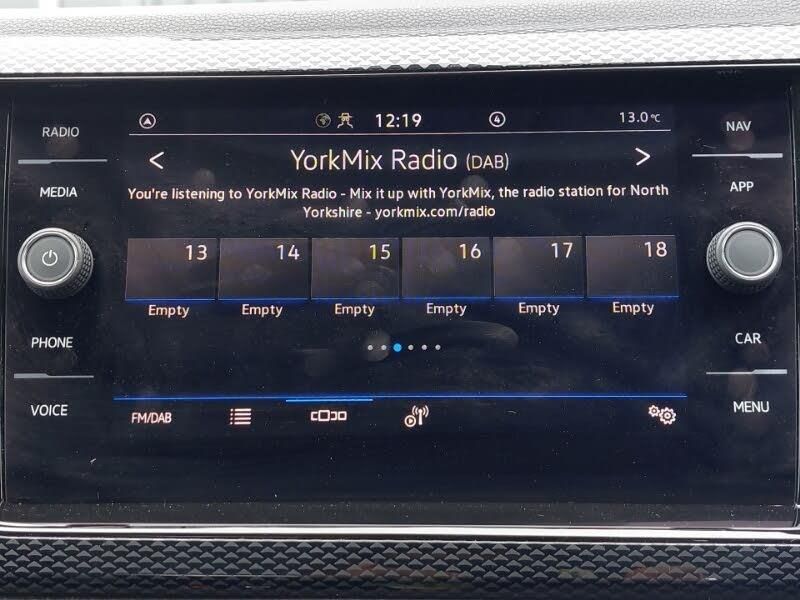 RADIO
MEDIA
PHONE
VOICE
12:19
4
13.0°C
YorkMix Radio (DAB)
You're listening to YorkMix Radio - Mix it up with YorkMix, the radio station for North
Yorkshire - yorkmix.com/radio
13 14 15 16 17 18
Empty Empty Empty Empty Empty Empty
FM/DAB
NAV
APP
CAR
MENU